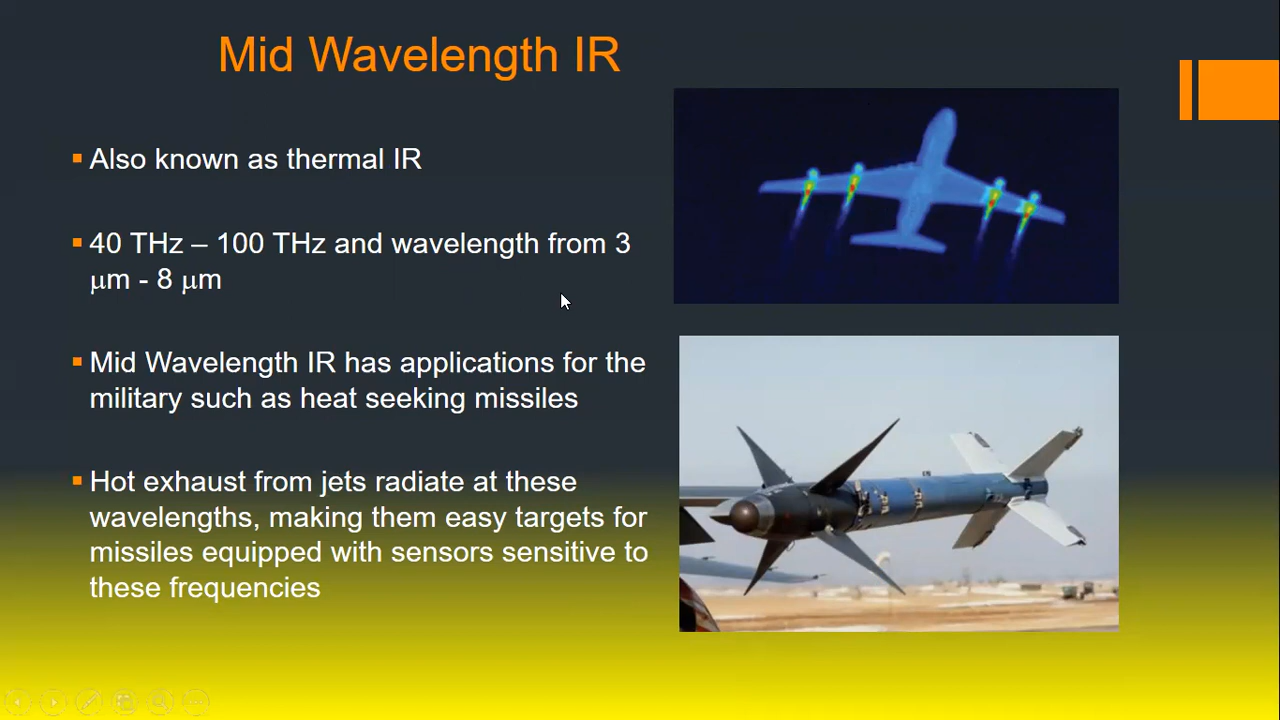 Mid Wavelength IR
Also known as thermal IR
40 THz – 100 THz and wavelength from 3
μm - 8 μm
Mid Wavelength IR has applications for the
military such as heat seeking missiles
Hot exhaust from jets radiate at these
wavelengths, making them easy targets for
missiles equipped with sensors sensitive to
these frequencies